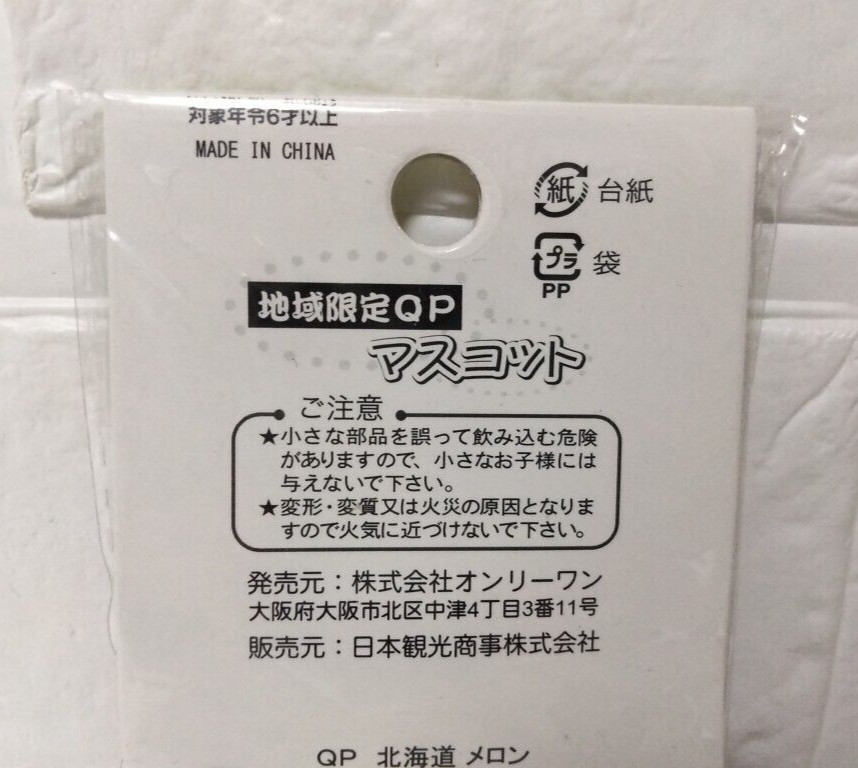 対象年令6才以上
MADE IN CHINA
紙 台紙
プラ 袋
PP
地域限定QP
マスコット
ご注意
★小さな部品を誤って飲み込む危険
がありますので、小さなお子様には
与えないで下さい。
★変形・変質又は火災の原因となりま
すので火気に近づけないで下さい。
発売元：株式会社オンリーワン
大阪府大阪市北区中津4丁目3番11号
販売元：日本観光商事株式会社
QP 北海道 メロン